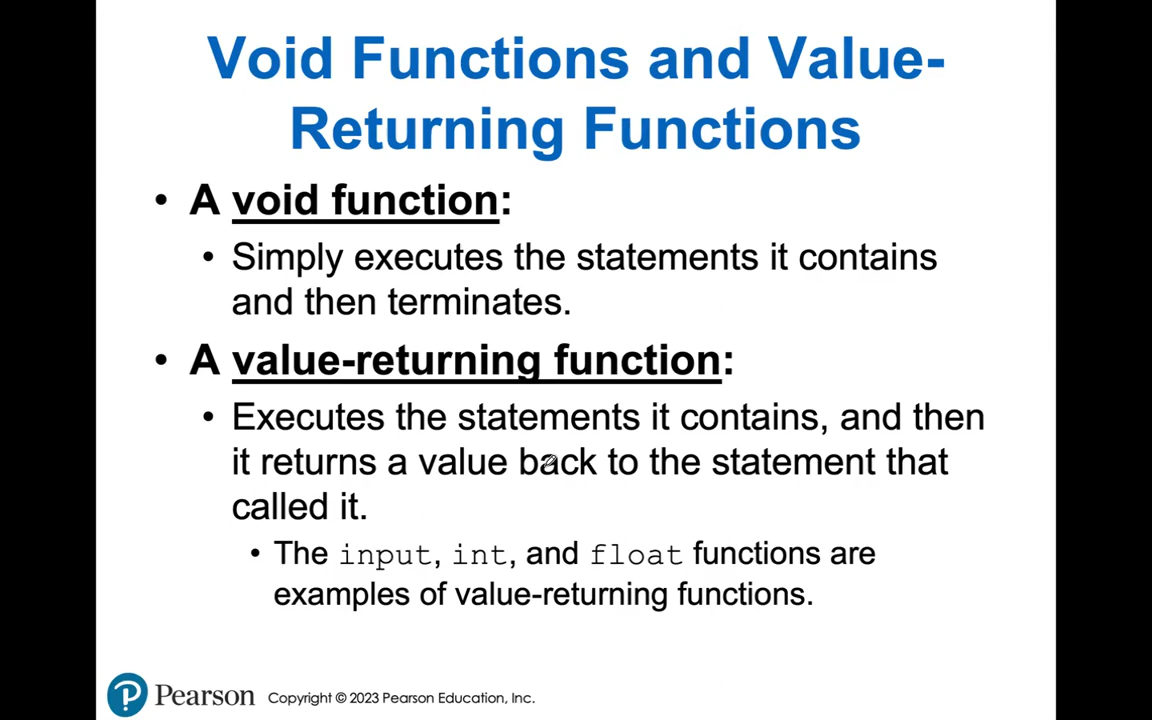 Void Functions and Value-
Returning Functions
• A void function:
• Simply executes the statements it contains
and then terminates.
• A value-returning function:
• Executes the statements it contains, and then
it returns a value back to the statement that
called it.
• The input, int, and float functions are
examples of value-returning functions.
Pearson Copyright © 2023 Pearson Education, Inc.